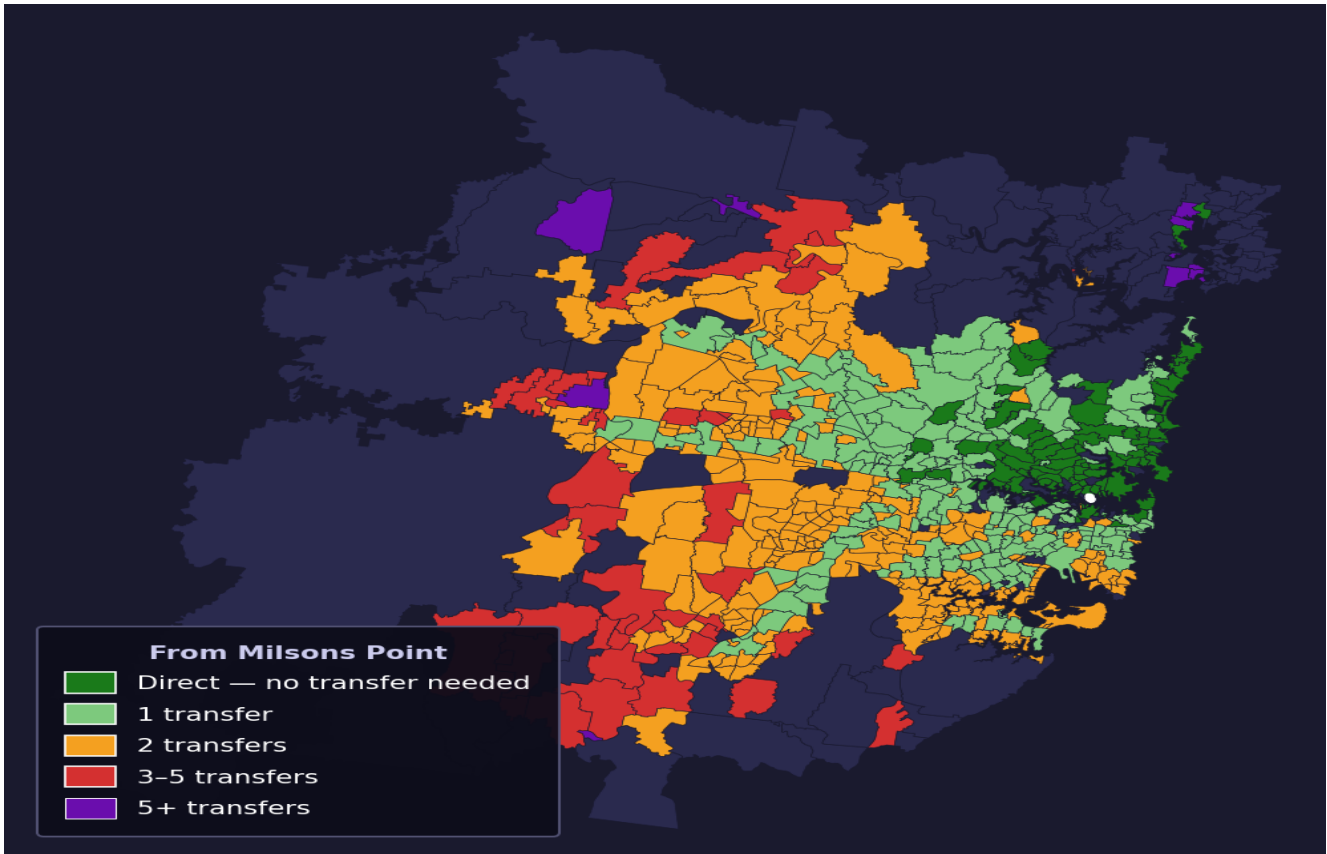 From Milsons Point
Direct — no transfer needed
1 transfer
2 transfers
3–5 transfers
5+ transfers